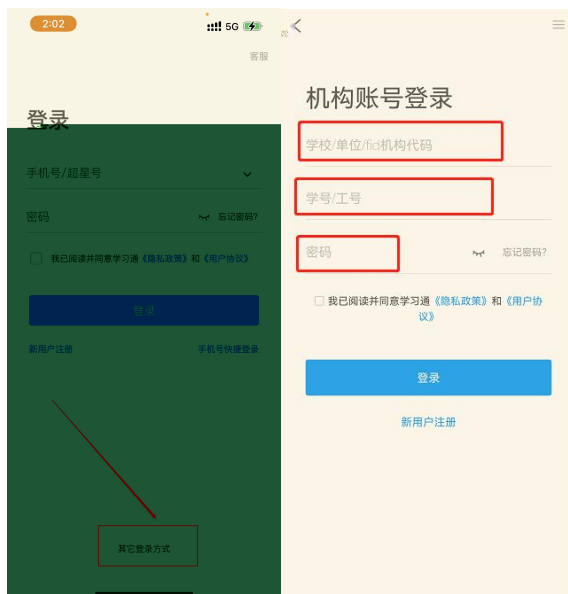 2:02
5G
客服
登录
手机号/超星号
密码
忘记密码?
我已阅读并同意学习通《隐私政策》和《用户协议》
登录
新用户注册
手机号快捷登录
其它登录方式
机构账号登录
学校/单位/fid机构代码
学号/工号
密码
忘记密码?
我已阅读并同意学习通《隐私政策》和《用户协
议》
登录
新用户注册